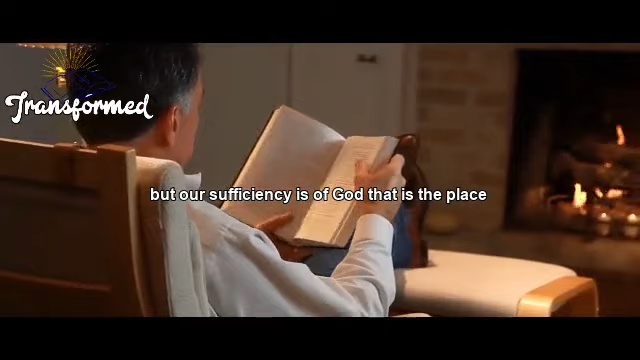 Transformed
but our sufficiency is of God that is the place